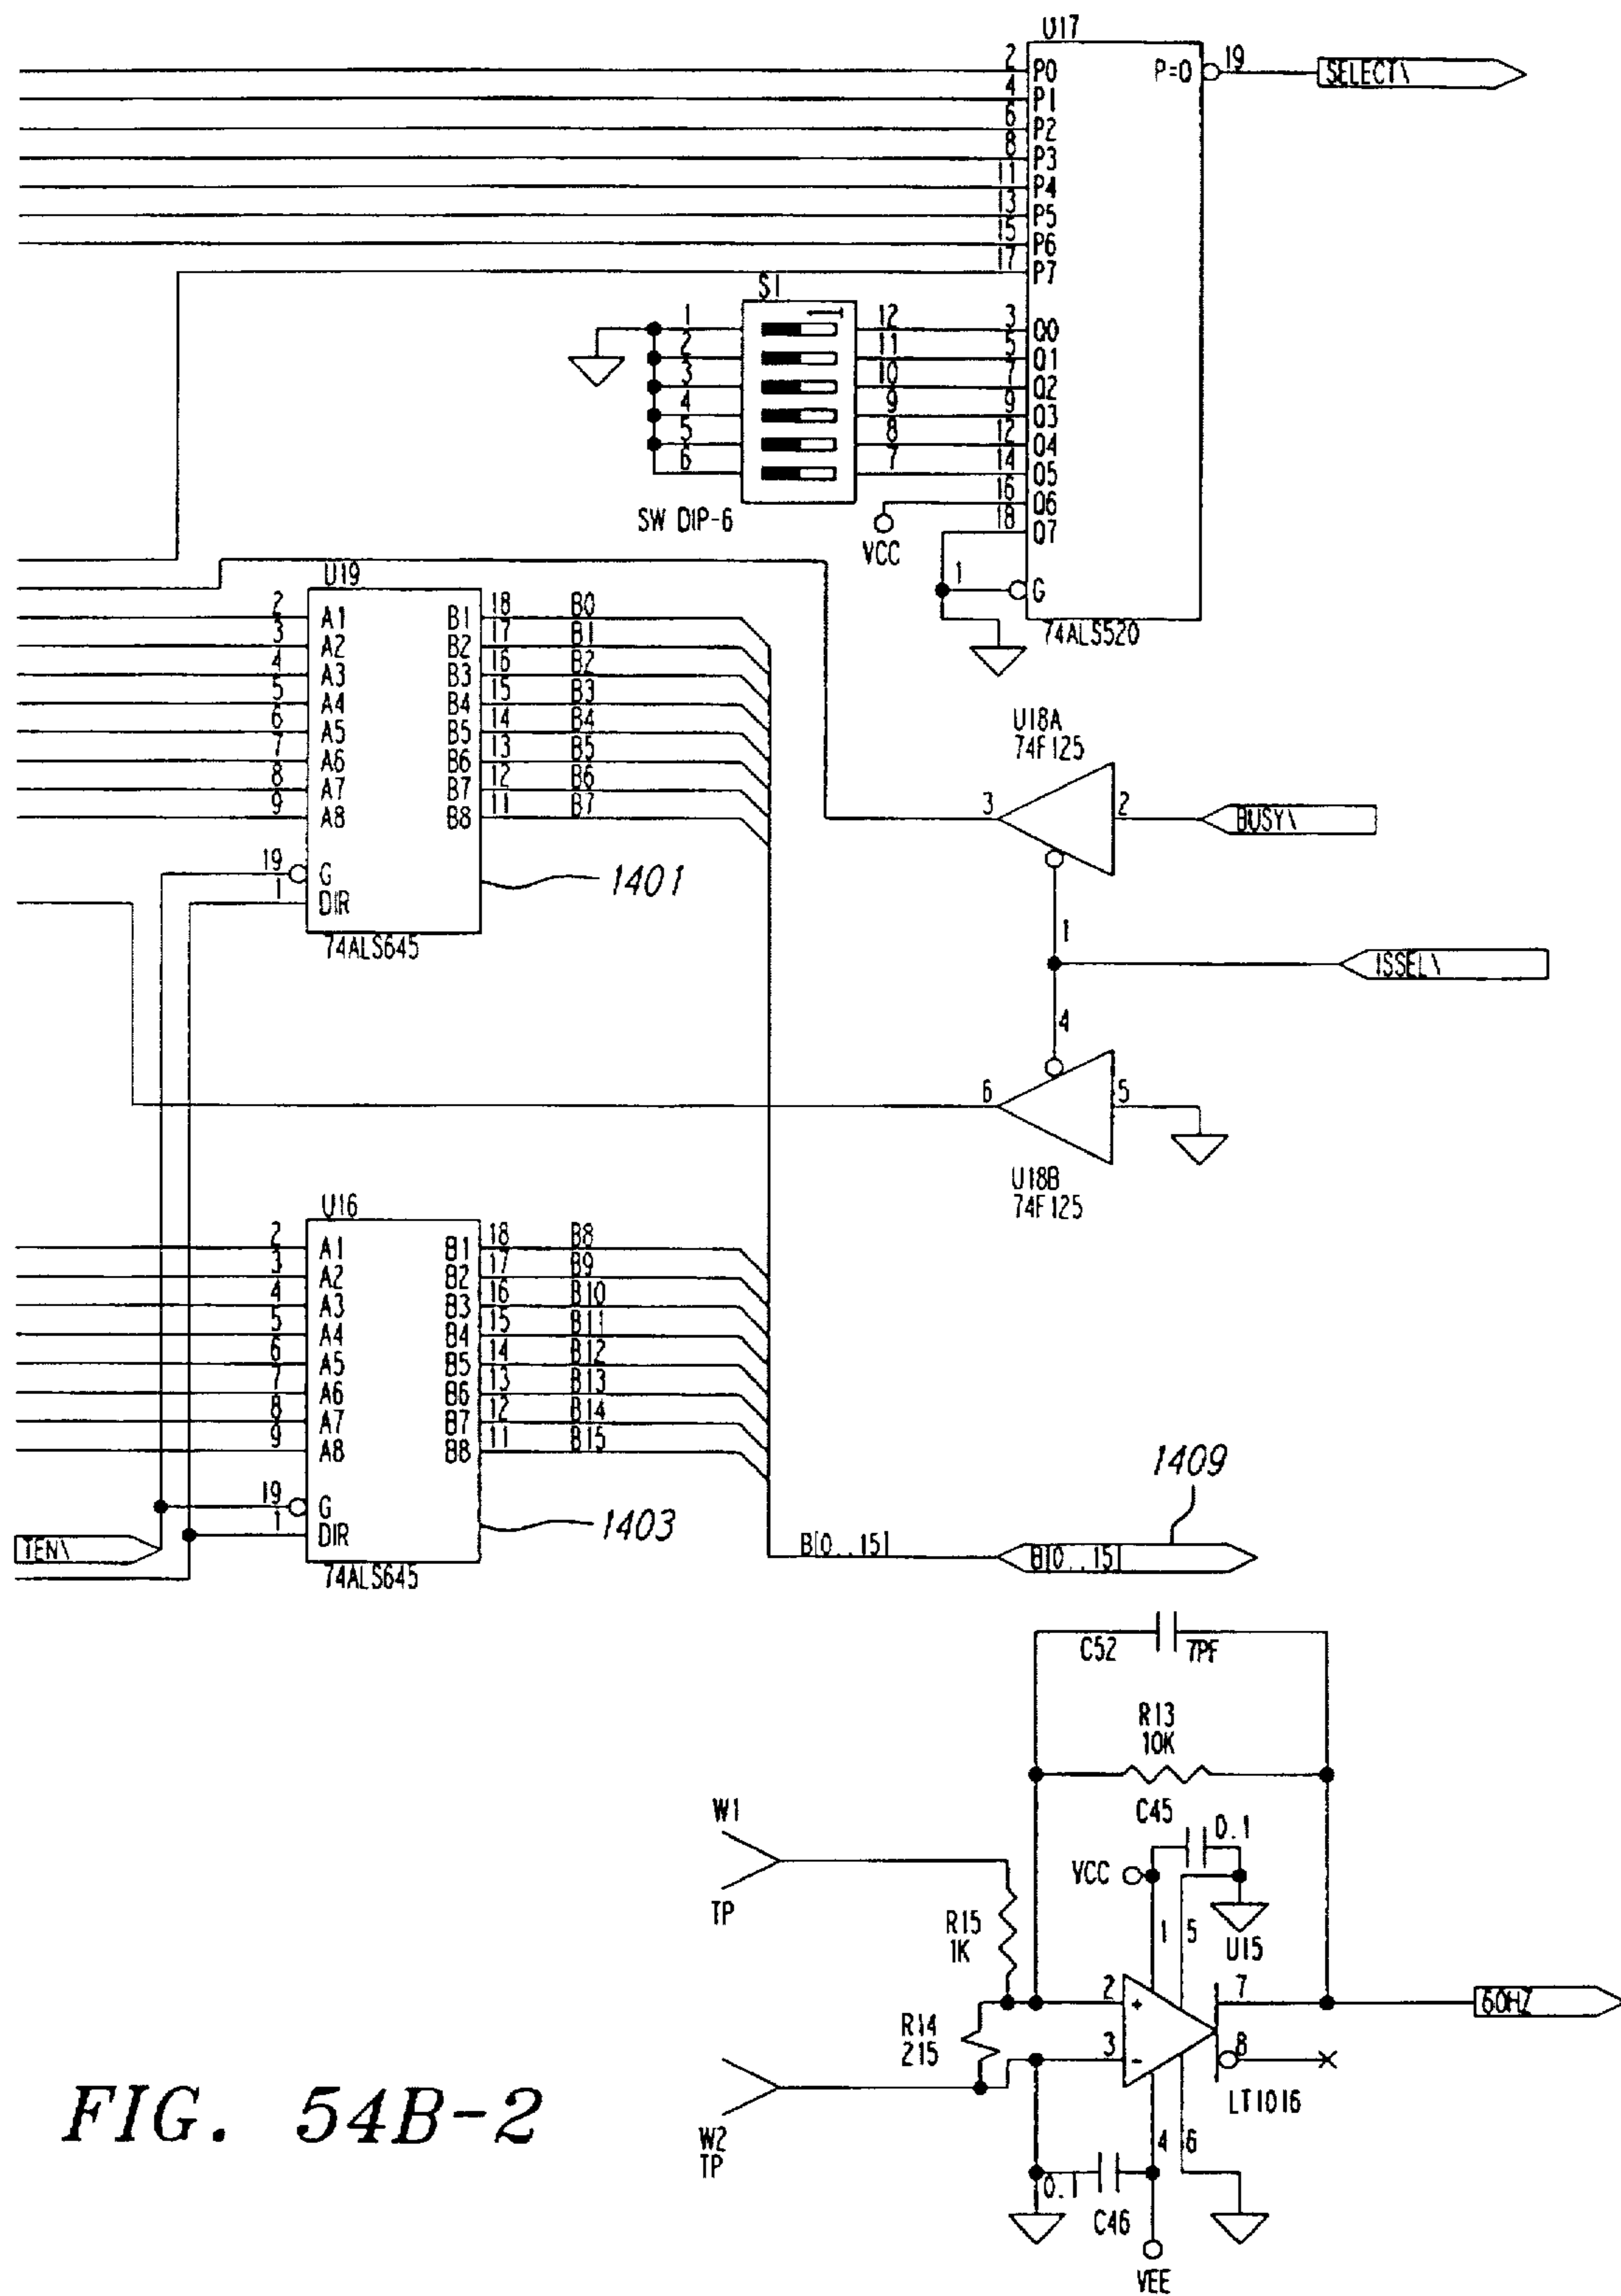 U17
2 P0 P=0 19 SELECT\
4 P1
6 P2
8 P3
11 P4
13 P5
15 P6
17 P7
S1
1 12 3 Q0
2 11 5 Q1
3 10 7 Q2
4 9 9 Q3
5 8 12 Q4
6 7 14 Q5
16 Q6
18 Q7
SW DIP-6
VCC
1 G
74ALS520
U19
2 A1 B1 18 B0
3 A2 B2 17 B1
4 A3 B3 16 B2
5 A4 B4 15 B3
6 A5 B5 14 B4
7 A6 B6 13 B5
8 A7 B7 12 B6
9 A8 B8 11 B7
19 G
1 DIR
1401
74ALS645
U18A
74F125
3 2 BUSY\
1
ISSEL\
4
6 5
U18B
74F125
U16
2 A1 B1 18 B8
3 A2 B2 17 B9
4 A3 B3 16 B10
5 A4 B4 15 B11
6 A5 B5 14 B12
7 A6 B6 13 B13
8 A7 B7 12 B14
9 A8 B8 11 B15
19 G
1 DIR
1403
74ALS645
TEN\
1409
B[0..15] B[0..15]
C52 7PF
R13
10K
C45
0.1
W1
TP
VCC
R15
1K
1 5
U15
2 + 7 60HZ
R14
215
3 - 8
LT1016
W2
TP
4 6
0.1
C46
VEE
FIG. 54B-2